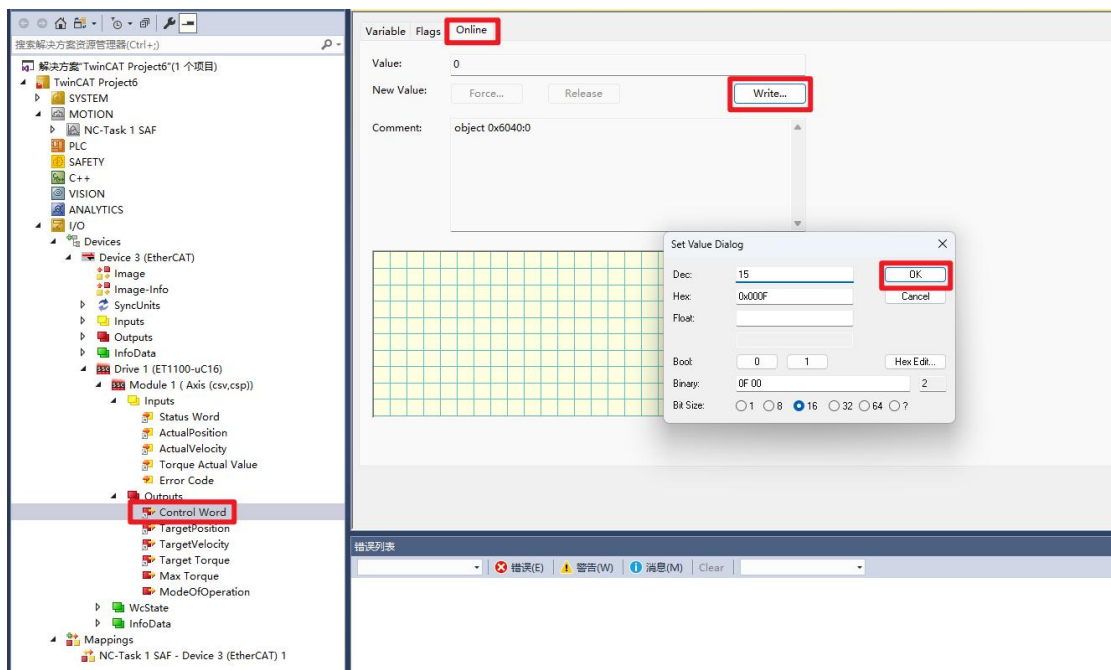 搜索解决方案资源管理器(Ctrl+;)
解决方案"TwinCAT Project6"(1 个项目)
TwinCAT Project6
SYSTEM
MOTION
NC-Task 1 SAF
PLC
SAFETY
C++
VISION
ANALYTICS
I/O
Devices
Device 3 (EtherCAT)
Image
Image-Info
SyncUnits
Inputs
Outputs
InfoData
Drive 1 (ET1100-uC16)
Module 1 ( Axis (csv,csp))
Inputs
Status Word
ActualPosition
ActualVelocity
Torque Actual Value
Error Code
Outputs
Control Word
TargetPosition
TargetVelocity
Target Torque
Max Torque
ModeOfOperation
WcState
InfoData
Mappings
NC-Task 1 SAF - Device 3 (EtherCAT) 1
Variable Flags Online
Value: 0
New Value: Force... Release Write...
Comment: object 0x6040:0
Set Value Dialog
Dec: 15 OK
Hex: 0x000F Cancel
Float:
Bool: 0 1 Hex Edit...
Binary: 0F 00 2
Bit Size: 1 8 16 32 64 ?
错误列表
错误(E) 警告(W) 消息(M) Clear